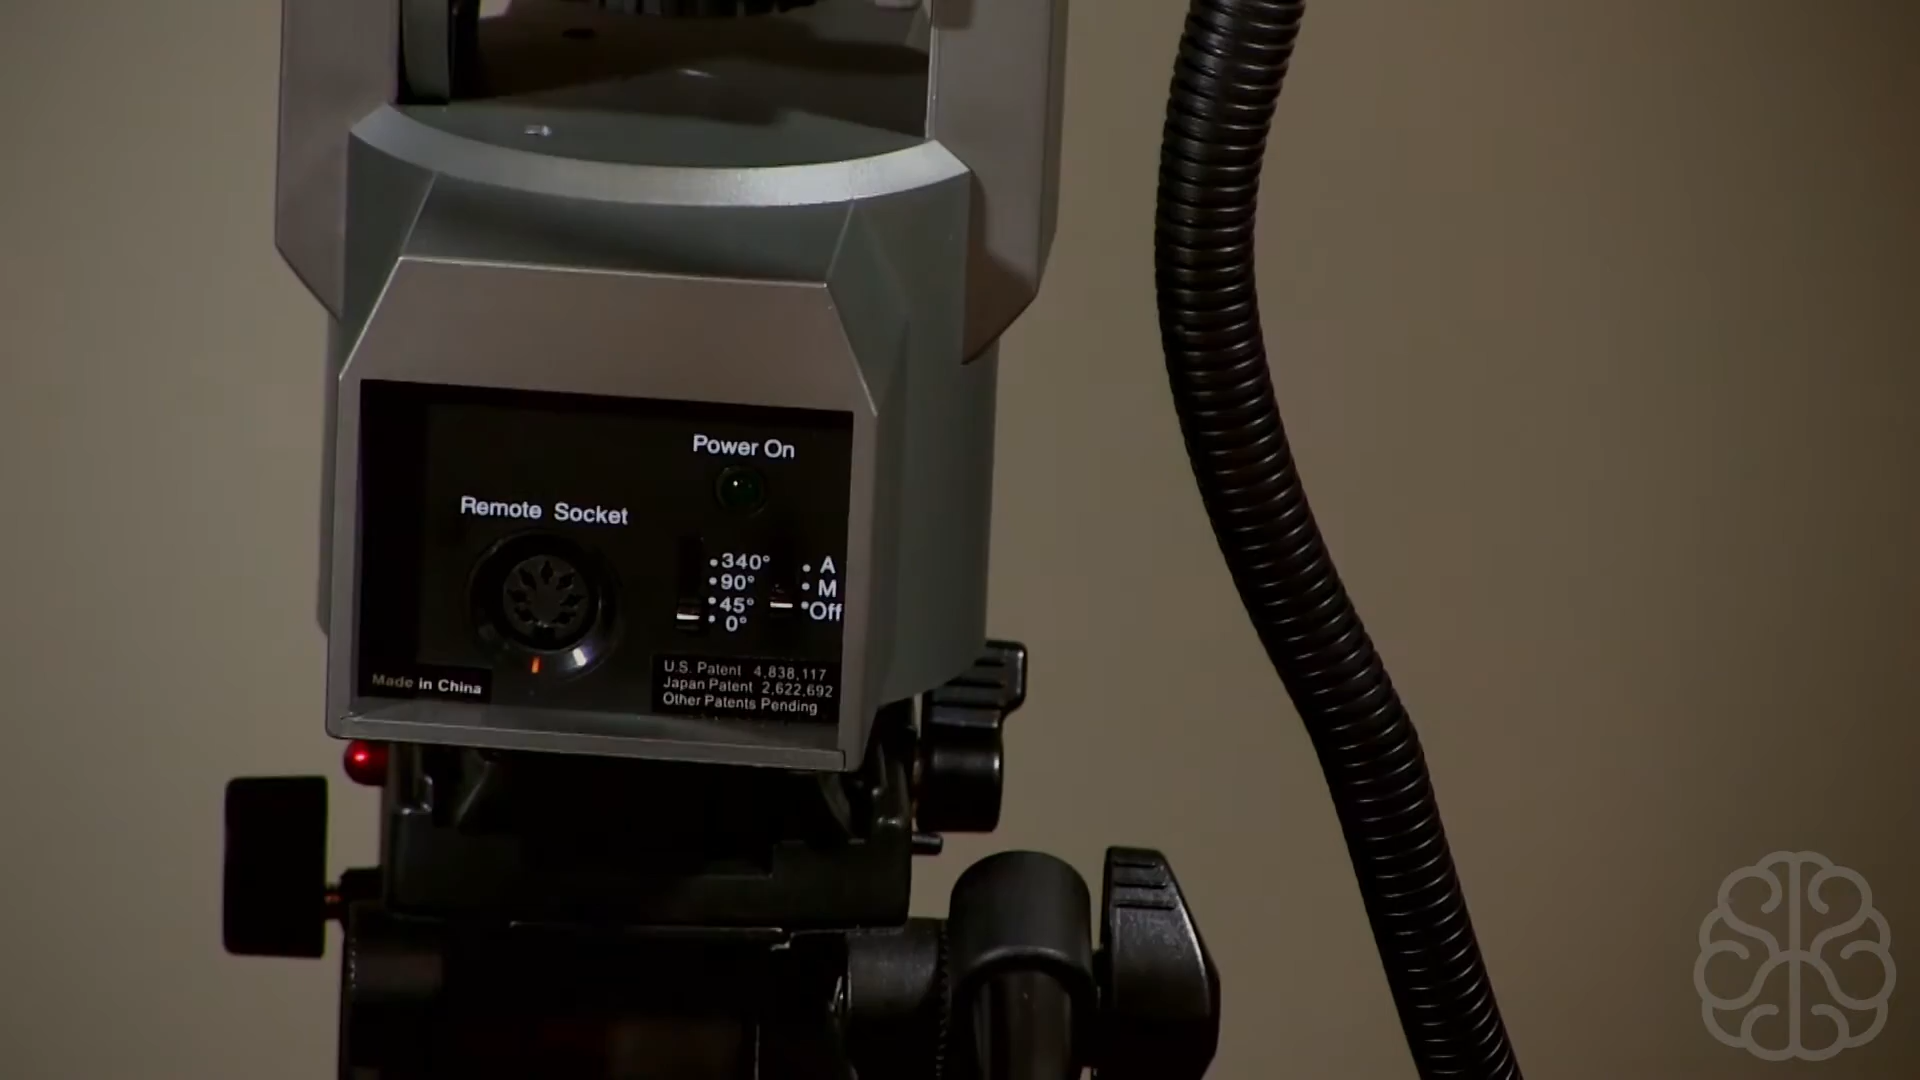 Power On
Remote Socket
340°
90°
45°
0°
A
M
Off
Made in China
U.S. Patent 4,838,117
Japan Patent 2,622,692
Other Patents Pending